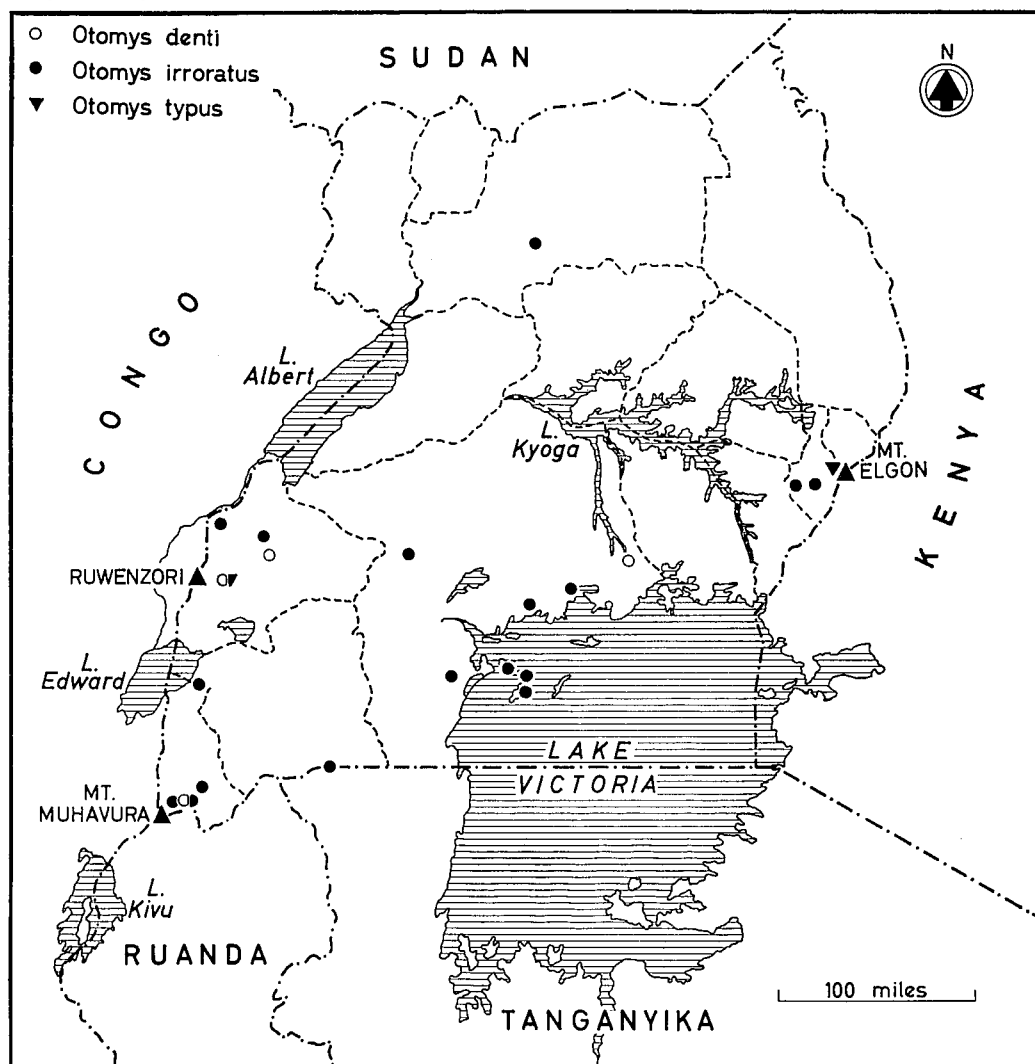 Otomys denti
Otomys irroratus
Otomys typus
SUDAN
N
CONGO
L.
Albert
L.
Kyoga
MT.
ELGON
KENYA
RUWENZORI
L.
Edward
LAKE
VICTORIA
MT.
MUHAVURA
L.
Kivu
RUANDA
100 miles
TANGANYIKA